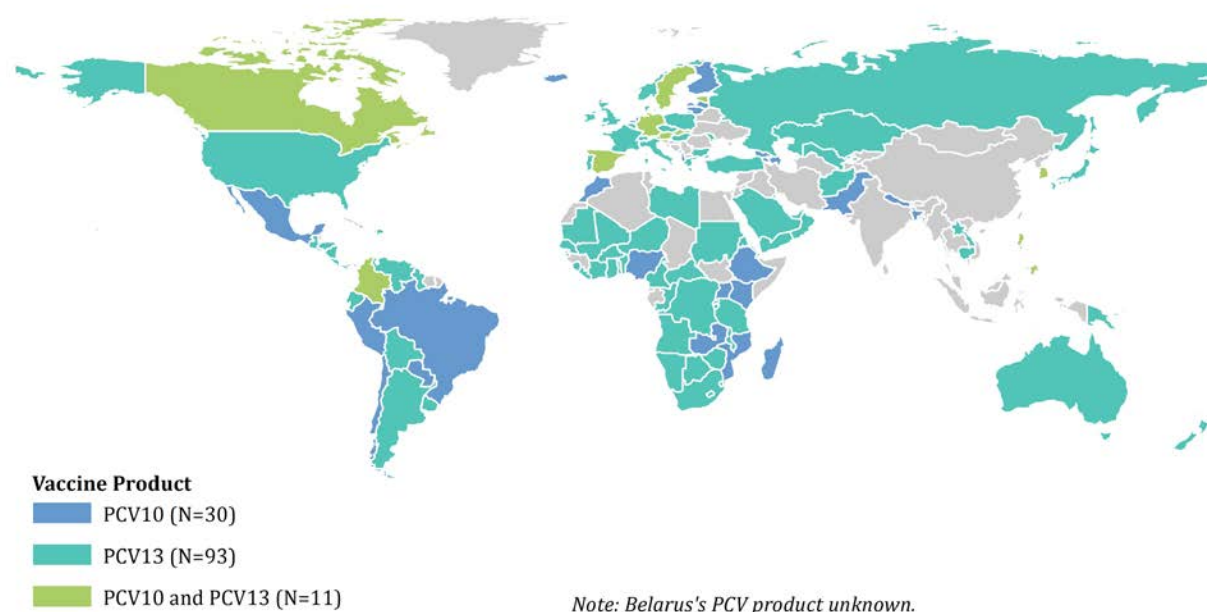 Vaccine Product
PCV10 (N=30)
PCV13 (N=93)
PCV10 and PCV13 (N=11)
Note: Belarus's PCV product unknown.